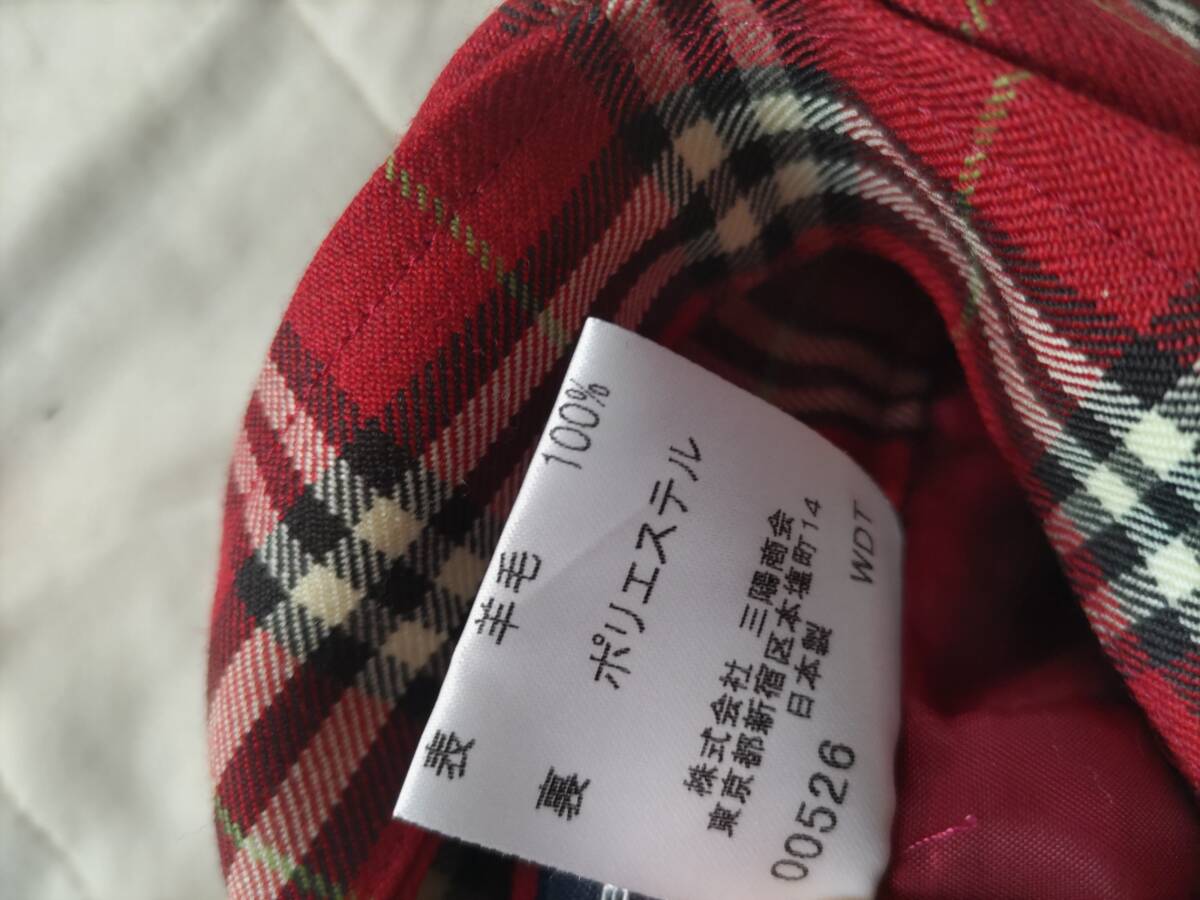 表 羊毛 100%
裏 ポリエステル
株式会社 三陽商会
東京都新宿区本塩町14
日本製
00526 WDT